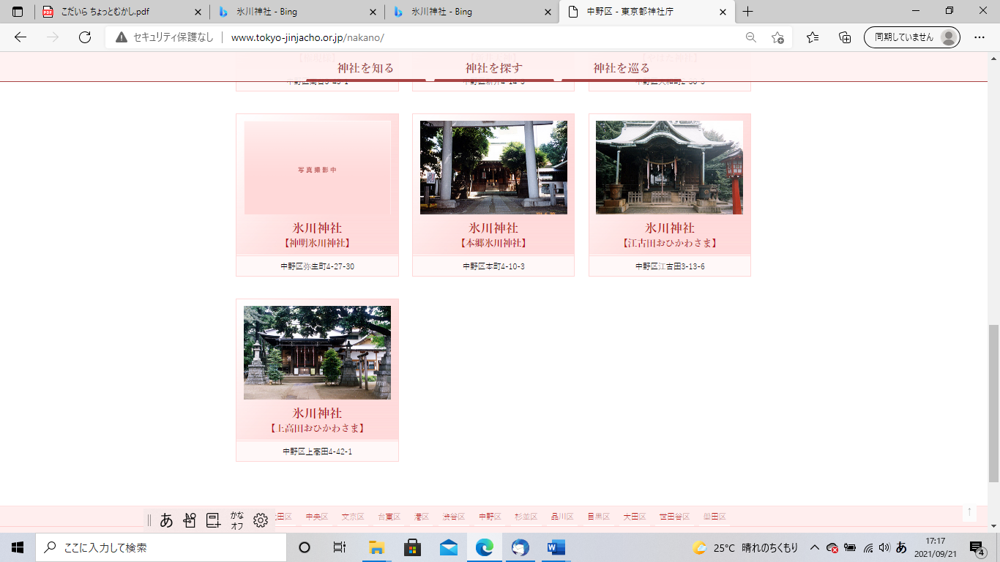 こだいら ちょっとむかし.pdf
氷川神社 - Bing
氷川神社 - Bing
中野区 - 東京都神社庁
セキュリティ保護なし
www.tokyo-jinjacho.or.jp/nakano/
同期していません
神社を知る
神社を探す
神社を巡る
写真撮影中
氷川神社
【神明氷川神社】
中野区弥生町4-27-30
氷川神社
【本郷氷川神社】
中野区本町4-10-3
氷川神社
【江古田おひかわさま】
中野区江古田3-13-6
氷川神社
【上高田おひかわさま】
中野区上高田4-42-1
中央区 文京区 台東区 港区 渋谷区 中野区 杉並区 品川区 目黒区 大田区 世田谷区 墨田区
あ かな
オフ
ここに入力して検索
25°C 晴れのちくもり
あ
17:17
2021/09/21
4